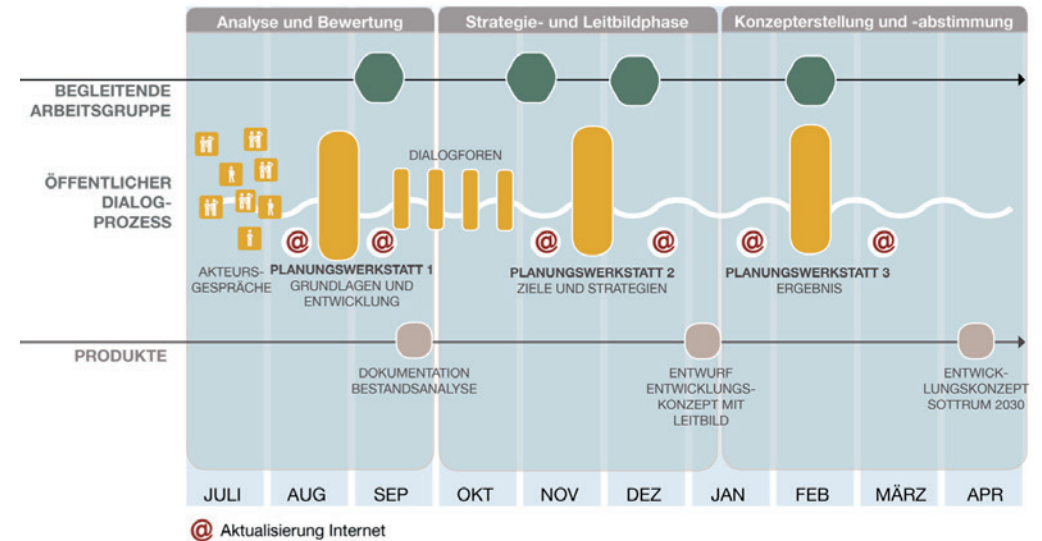 Analyse und Bewertung
Strategie- und Leitbildphase
Konzepterstellung und -abstimmung
BEGLEITENDE
ARBEITSGRUPPE
ÖFFENTLICHER
DIALOG-
PROZESS
DIALOGFOREN
@
@
@
@
@
@
AKTEURS-
GESPRÄCHE
PLANUNGSWERKSTATT 1
GRUNDLAGEN UND
ENTWICKLUNG
PLANUNGSWERKSTATT 2
ZIELE UND STRATEGIEN
PLANUNGSWERKSTATT 3
ERGEBNIS
PRODUKTE
DOKUMENTATION
BESTANDSANALYSE
ENTWURF
ENTWICKLUNGS-
KONZEPT MIT
LEITBILD
ENTWICK-
LUNGSKONZEPT
SOTTRUM 2030
JULI
AUG
SEP
OKT
NOV
DEZ
JAN
FEB
MÄRZ
APR
@ Aktualisierung Internet